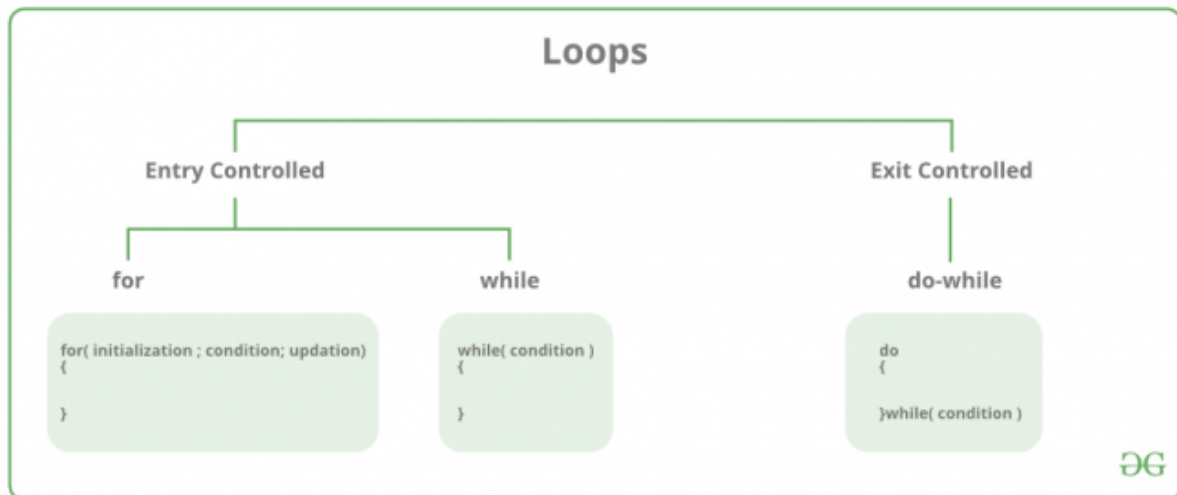 Loops
Entry Controlled
Exit Controlled
for
while
do-while
for( initialization ; condition; updation)
{
}
while( condition )
{
}
do
{
}while( condition )